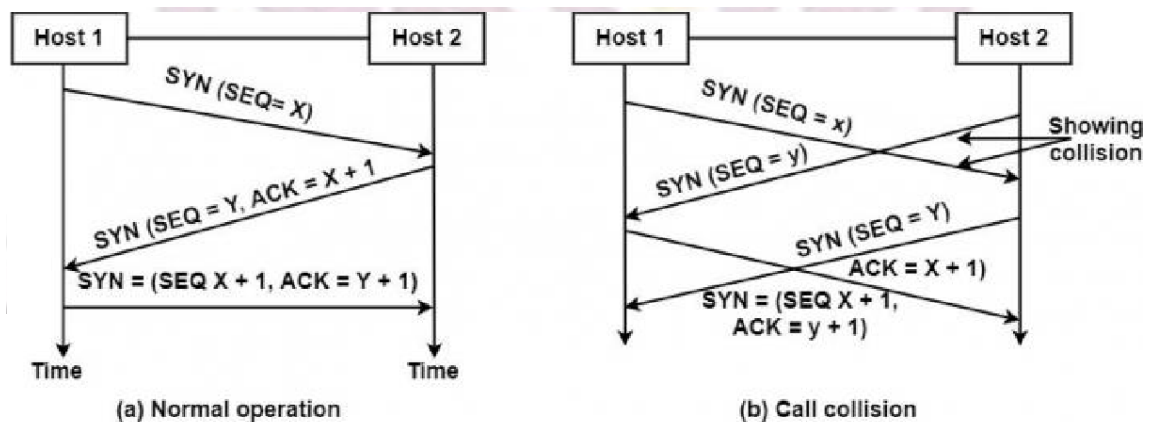 Host 1
Host 2
SYN (SEQ= X)
SYN (SEQ = Y, ACK = X + 1
SYN = (SEQ X + 1, ACK = Y + 1)
Time
Time
(a) Normal operation
Host 1
Host 2
SYN (SEQ = x)
Showing
collision
SYN (SEQ = y)
SYN (SEQ = Y)
ACK = X + 1)
SYN = (SEQ X + 1,
ACK = y + 1)
(b) Call collision